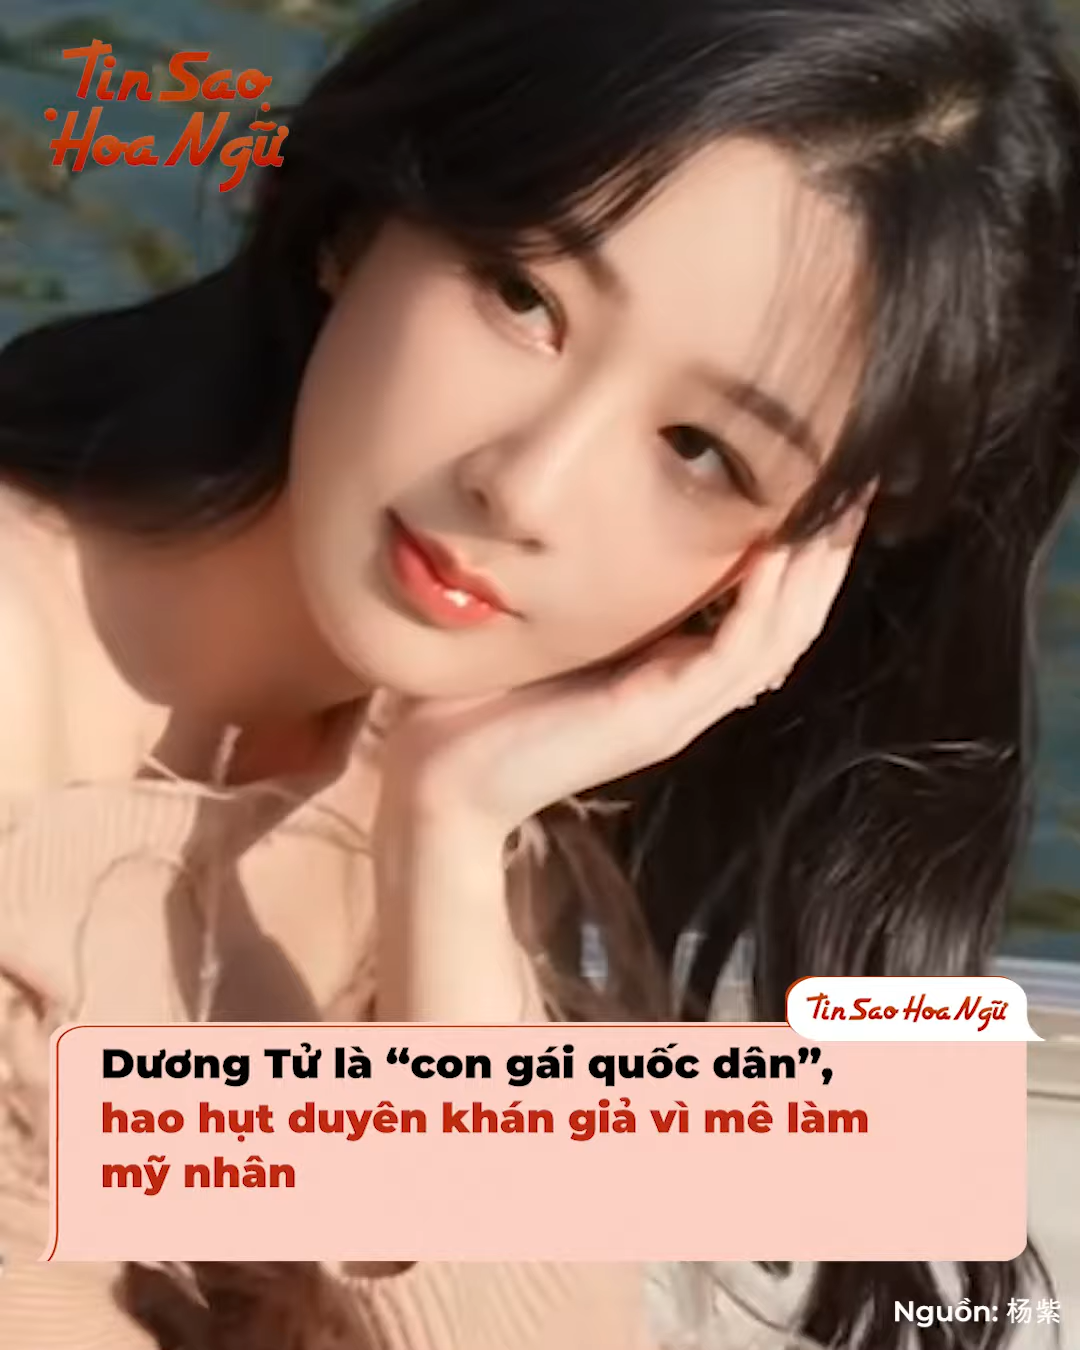 Tin Sao
Hoa Ngữ
Tin Sao Hoa Ngữ
Dương Tử là “con gái quốc dân”,
hao hụt duyên khán giả vì mê làm
mỹ nhân
Nguồn: 杨紫